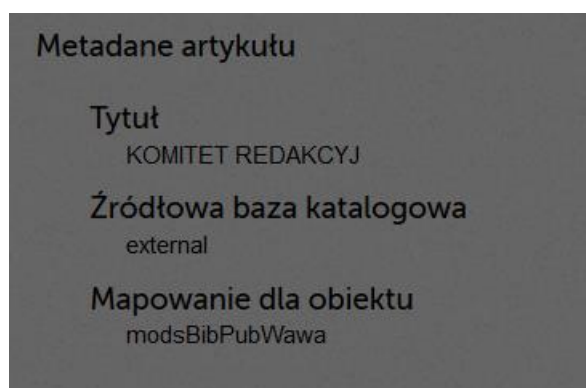 Metadane artykułu
Tytuł
KOMITET REDAKCYJ
Źródłowa baza katalogowa
external
Mapowanie dla obiektu
modsBibPubWawa